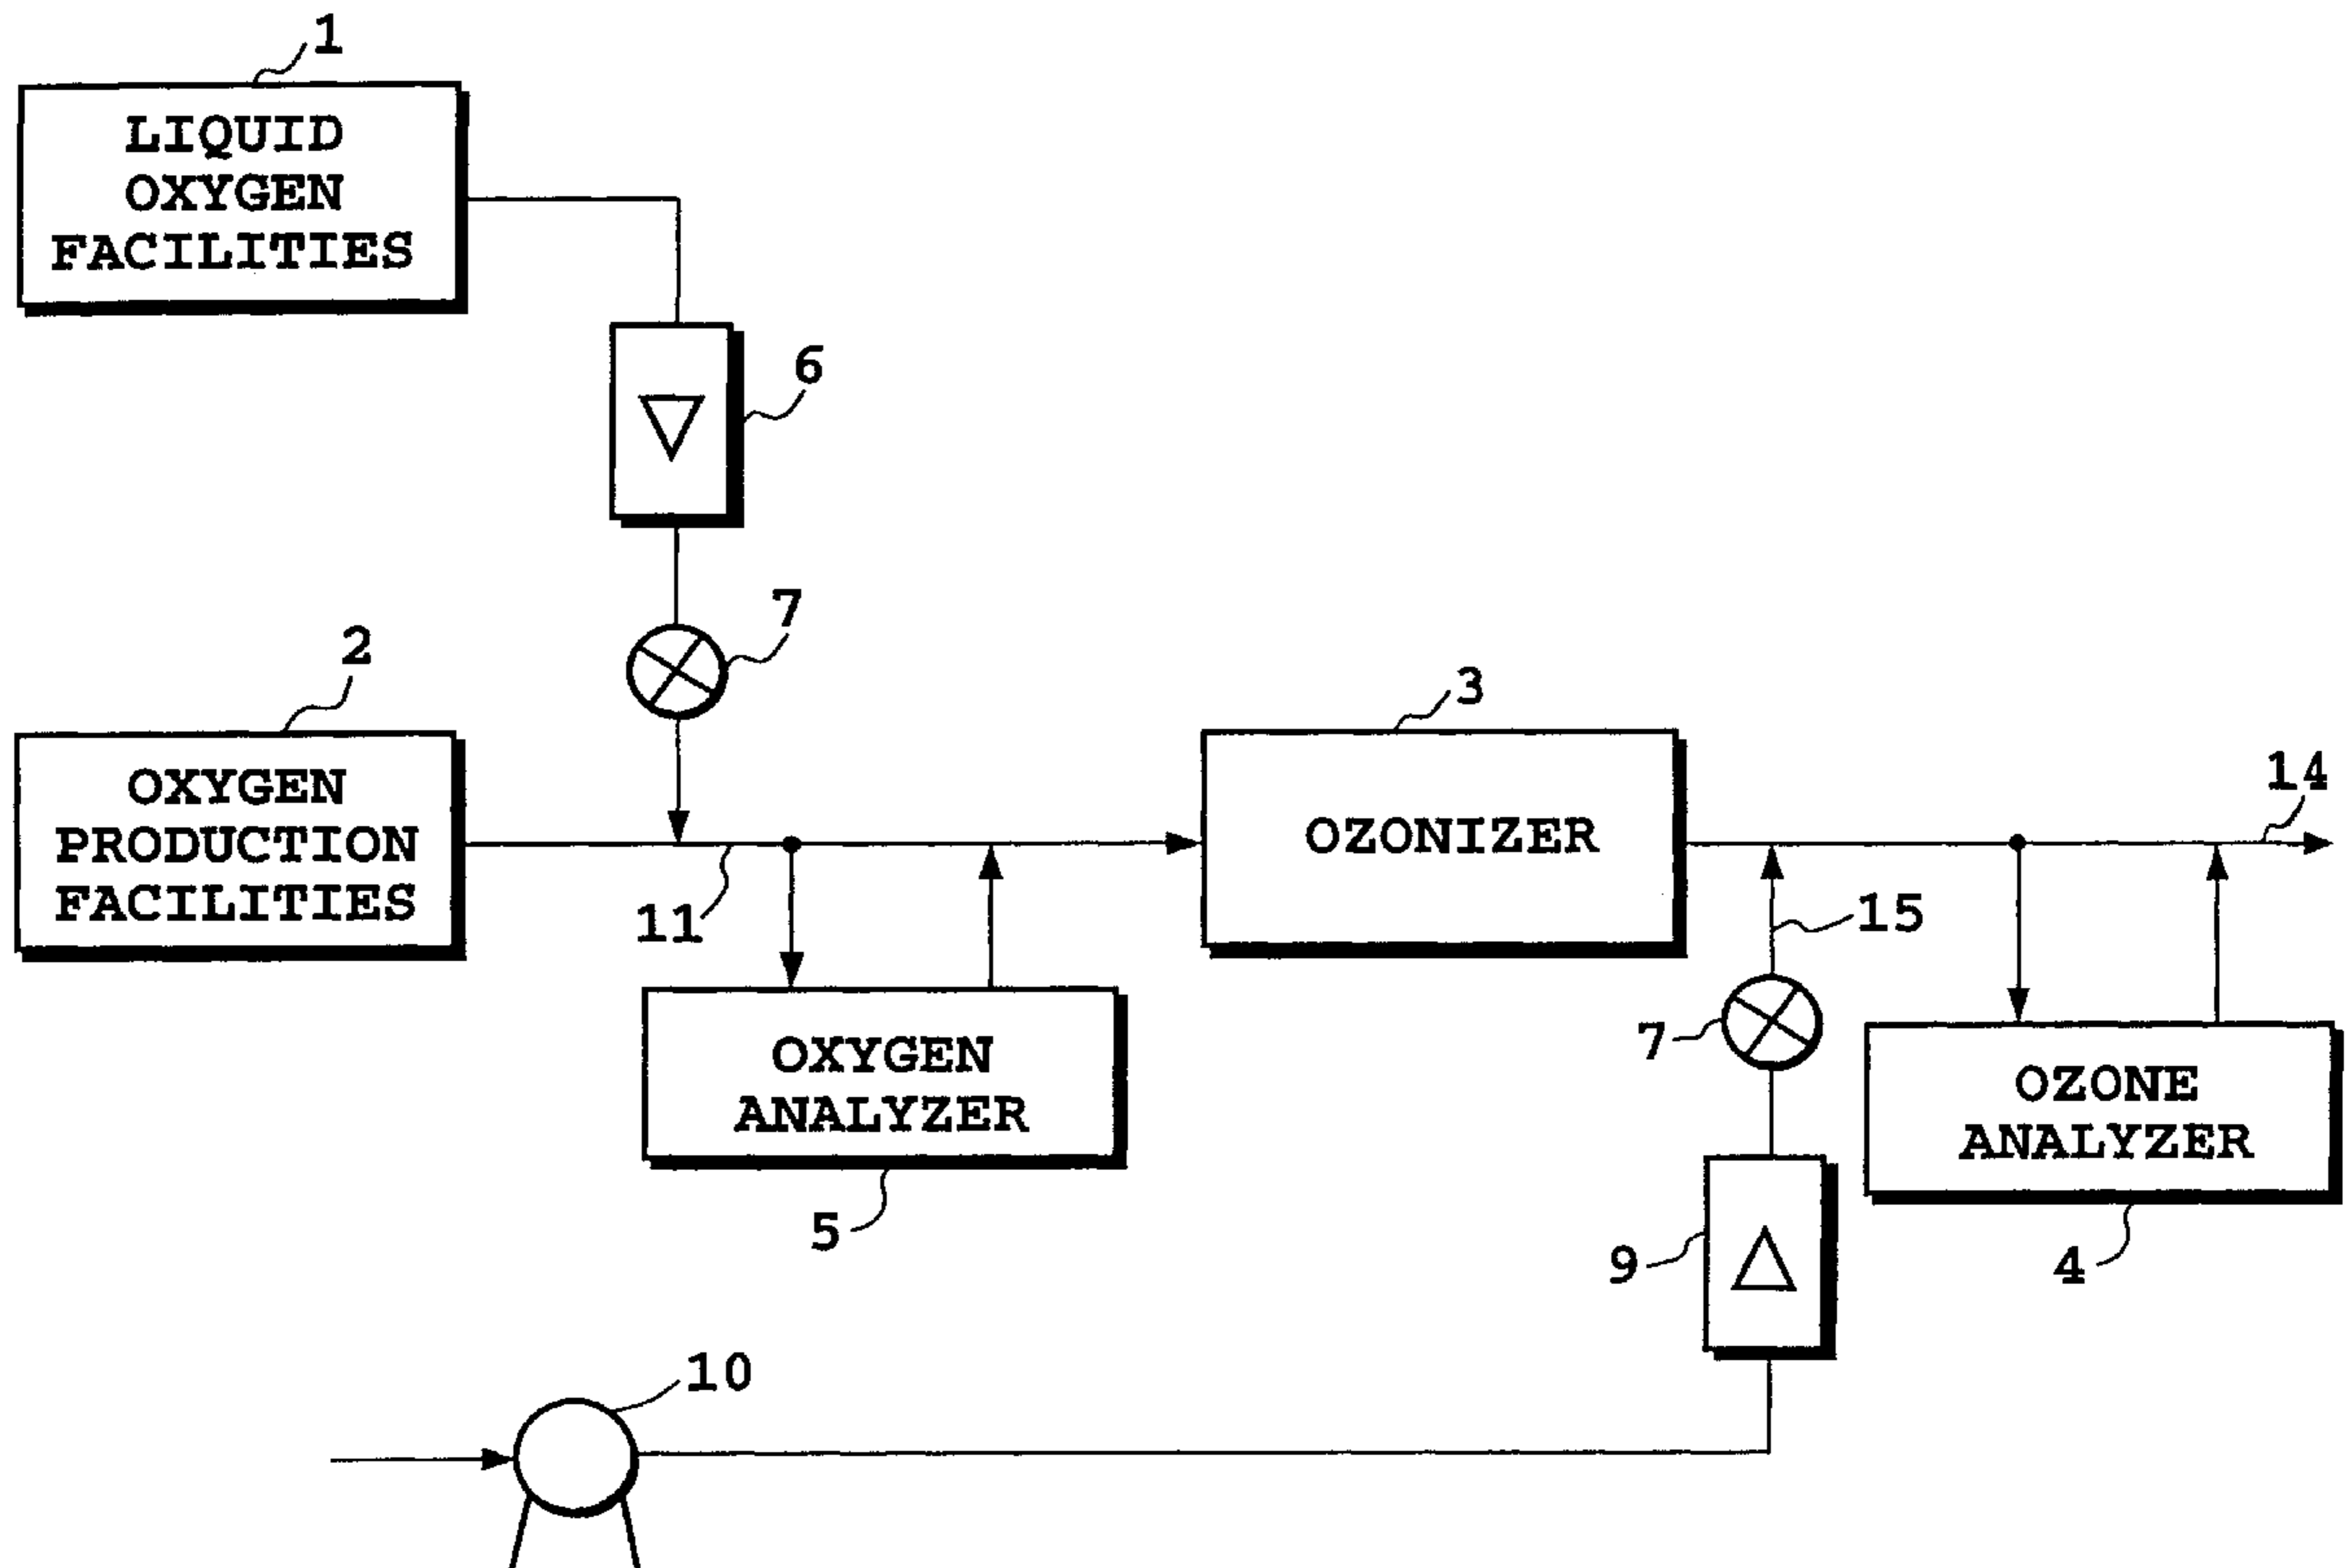 1
LIQUID
OXYGEN
FACILITIES
6
7
2
OXYGEN
PRODUCTION
FACILITIES
3
OZONIZER
14
11
15
OXYGEN
ANALYZER
7
OZONE
ANALYZER
5
9
4
10